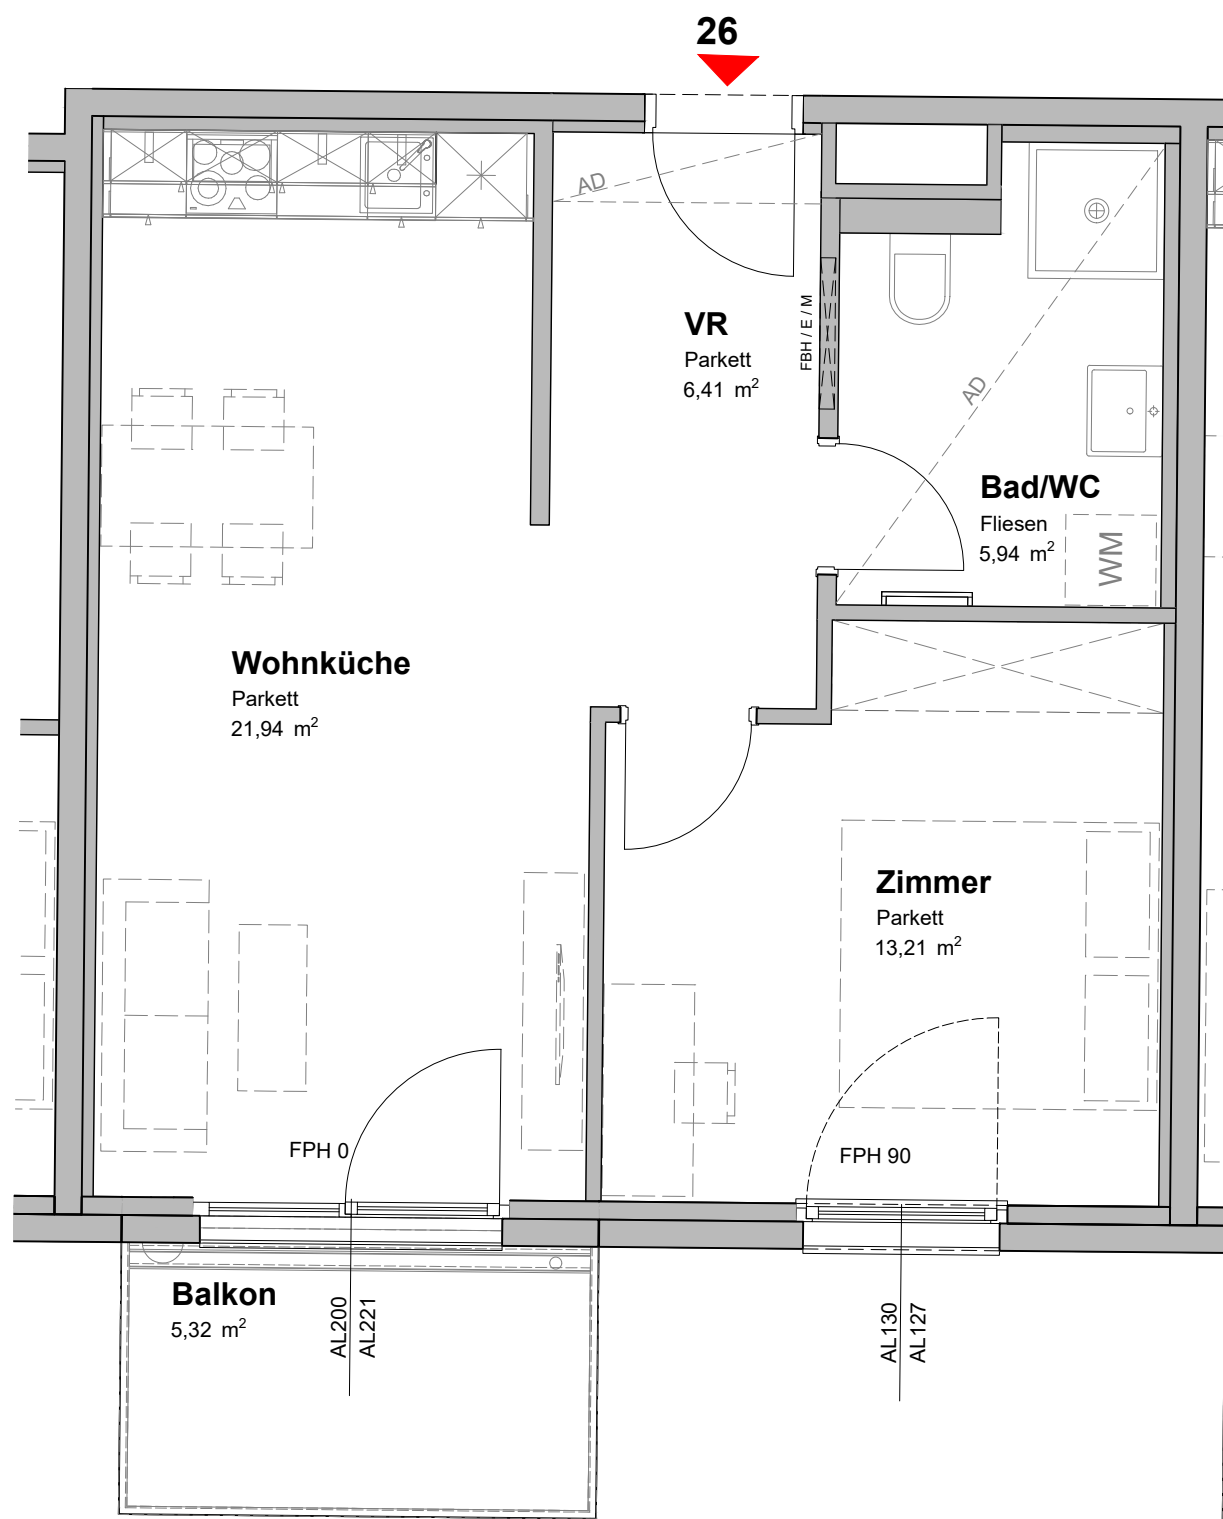 26
AD
VR
Parkett
6,41 m²
FBH / E / M
AD
Bad/WC
Fliesen
5,94 m²
WM
Wohnküche
Parkett
21,94 m²
Zimmer
Parkett
13,21 m²
FPH 0
FPH 90
Balkon
5,32 m²
AL200
AL221
AL130
AL127